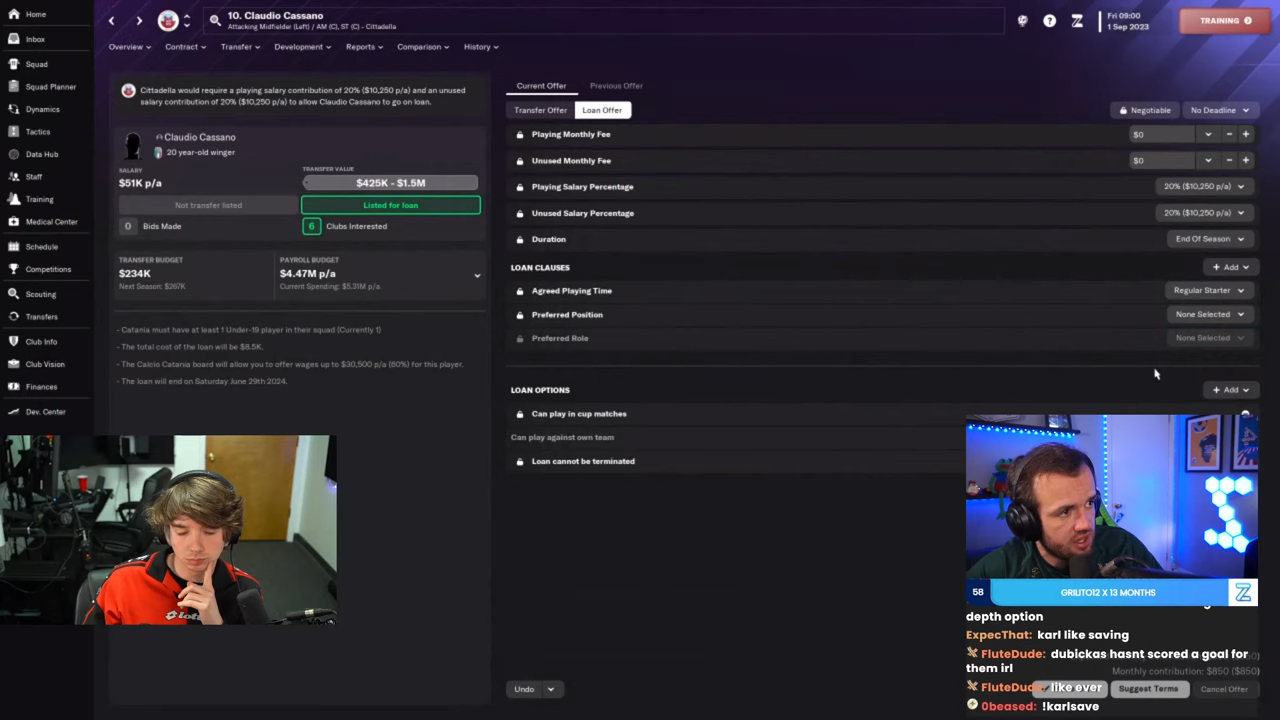 Home
Inbox
Squad
Squad Planner
Dynamics
Tactics
Data Hub
Staff
Training
Medical Center
Schedule
Competitions
Scouting
Transfers
Club Info
Club Vision
Finances
Dev. Center
10. Claudio Cassano
Attacking Midfielder (Left) / AM (C), ST (C) - Cittadella
Fri 09:00
1 Sep 2023
TRAINING
Overview
Contract
Transfer
Development
Reports
Comparison
History
Cittadella would require a playing salary contribution of 20% ($10,250 p/a) and an unused
salary contribution of 20% ($10,250 p/a) to allow Claudio Cassano to go on loan.
Claudio Cassano
20 year-old winger
SALARY
$51K p/a
TRANSFER VALUE
$425K - $1.5M
Not transfer listed
Listed for loan
0 Bids Made
6 Clubs Interested
TRANSFER BUDGET
$234K
Next Season: $267K
PAYROLL BUDGET
$4.47M p/a
Current Spending: $5.31M p/a
- Catania must have at least 1 Under-19 player in their squad (Currently 1)
- The total cost of the loan will be $8.5K.
- The Calcio Catania board will allow you to offer wages up to $30,500 p/a (60%) for this player.
- The loan will end on Saturday June 29th 2024.
Current Offer
Previous Offer
Transfer Offer
Loan Offer
Negotiable
No Deadline
Playing Monthly Fee $0
Unused Monthly Fee $0
Playing Salary Percentage 20% ($10,250 p/a)
Unused Salary Percentage 20% ($10,250 p/a)
Duration End Of Season
LOAN CLAUSES + Add
Agreed Playing Time Regular Starter
Preferred Position None Selected
Preferred Role None Selected
LOAN OPTIONS + Add
Can play in cup matches
Can play against own team
Loan cannot be terminated
58 GRILITO12 X 13 MONTHS
depth option
ExpecThat: karl like saving
FluteDude: dubickas hasnt scored a goal for
them irl
Monthly contribution: $850 ($850)
FluteDude: like ever
0beased: !karlsave
Undo
Suggest Terms
Cancel Offer